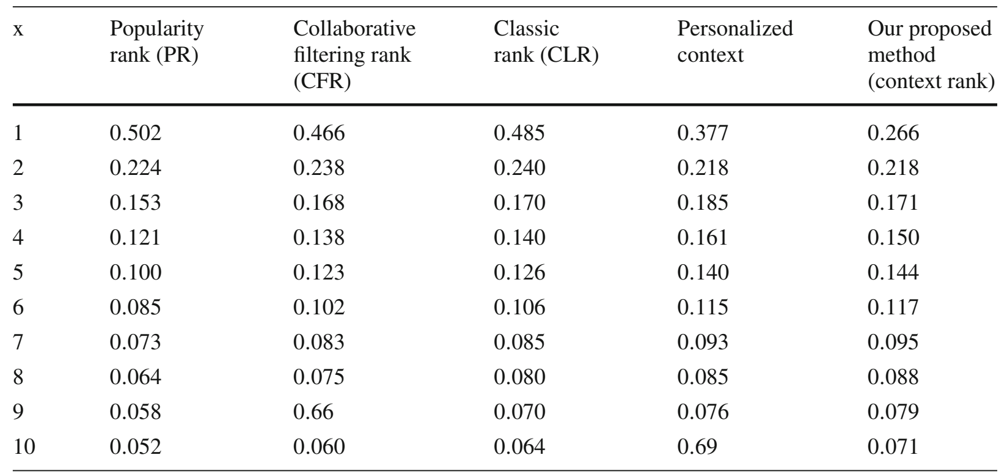 x Popularity Collaborative Classic Personalized Our proposed
rank (PR) filtering rank rank (CLR) context method
(CFR) (context rank)
1 0.502 0.466 0.485 0.377 0.266
2 0.224 0.238 0.240 0.218 0.218
3 0.153 0.168 0.170 0.185 0.171
4 0.121 0.138 0.140 0.161 0.150
5 0.100 0.123 0.126 0.140 0.144
6 0.085 0.102 0.106 0.115 0.117
7 0.073 0.083 0.085 0.093 0.095
8 0.064 0.075 0.080 0.085 0.088
9 0.058 0.66 0.070 0.076 0.079
10 0.052 0.060 0.064 0.69 0.071